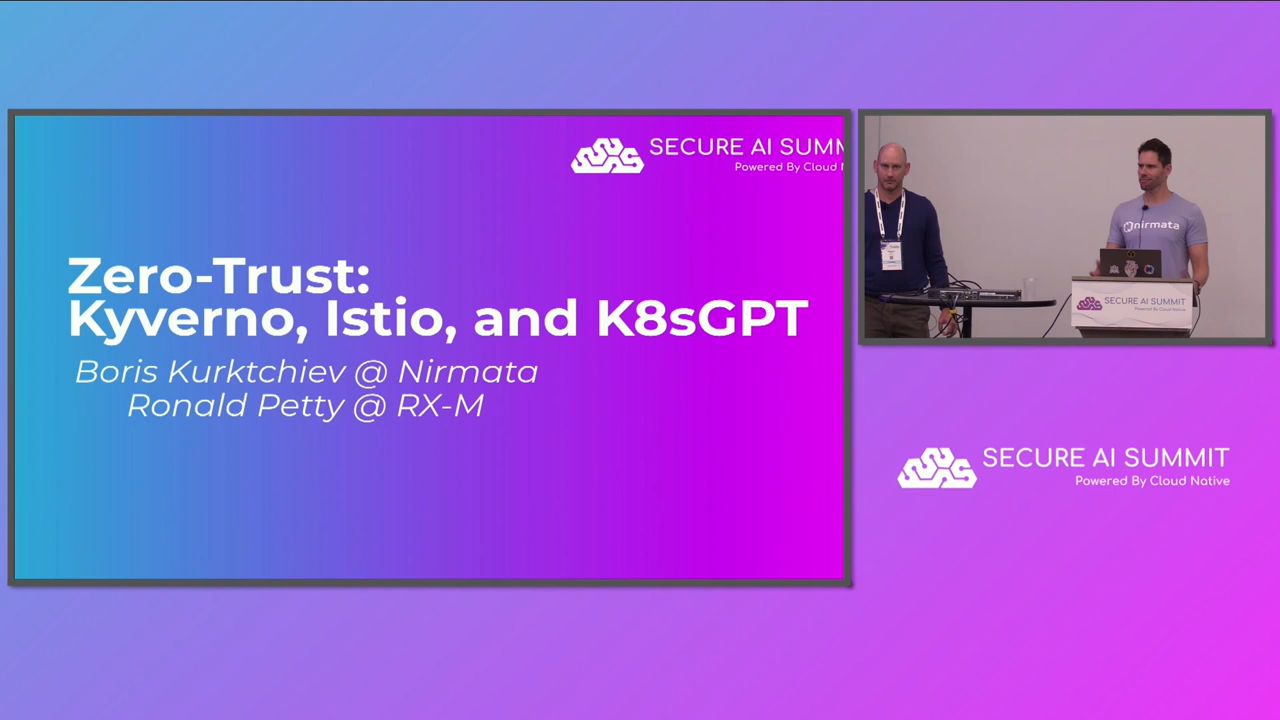 SECURE AI SUMM
Powered By Cloud N
Zero-Trust:
Kyverno, Istio, and K8sGPT
Boris Kurktchiev @ Nirmata
Ronald Petty @ RX-M
nirmata
SECURE AI SUMMIT
Powered By Cloud Native
SECURE AI SUMMIT
Powered By Cloud Native